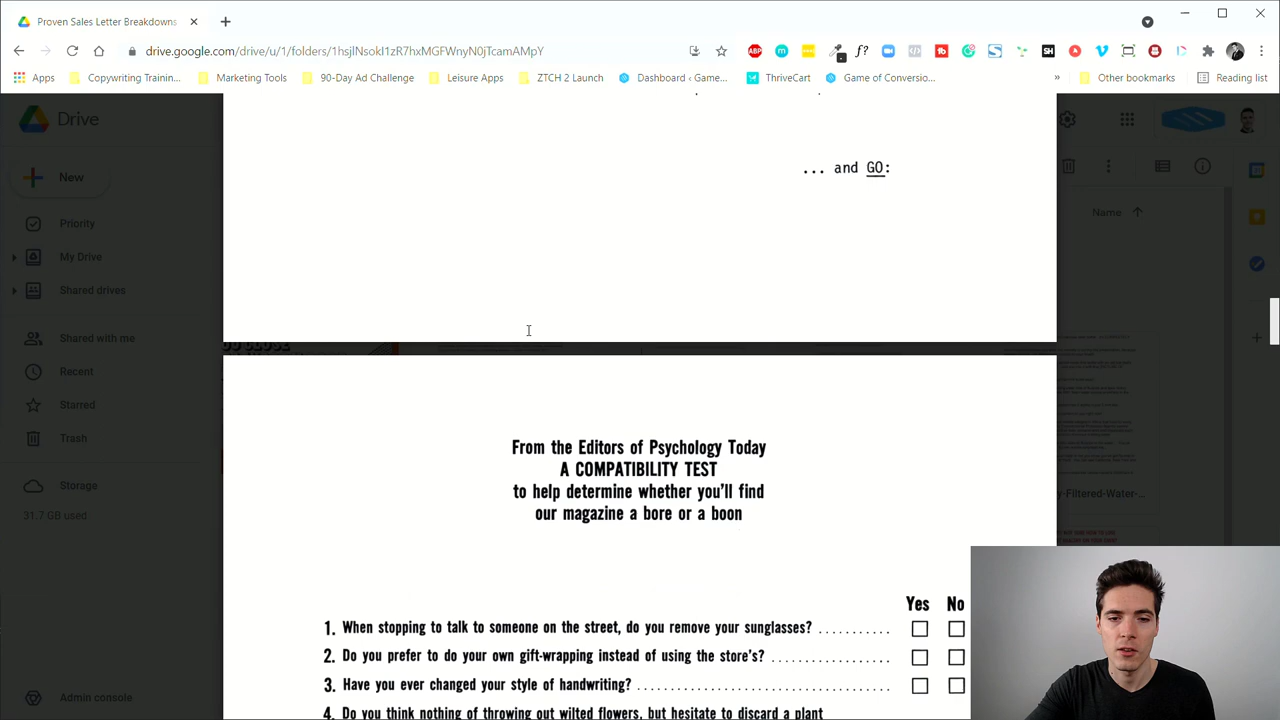 Proven Sales Letter Breakdowns
drive.google.com/drive/u/1/folders/1hsjlNsokI1zR7hxMGFWnyN0jTcamAMpY
Apps
Copywriting Trainin...
Marketing Tools
90-Day Ad Challenge
Leisure Apps
ZTCH 2 Launch
Dashboard ‹ Game...
ThriveCart
Game of Conversio...
»
Other bookmarks
Reading list
Drive
New
Priority
My Drive
Shared drives
Shared with me
Recent
Starred
Trash
Storage
31.7 GB used
Admin console
Name
... and GO:
From the Editors of Psychology Today
A COMPATIBILITY TEST
to help determine whether you'll find
our magazine a bore or a boon
Yes No
1. When stopping to talk to someone on the street, do you remove your sunglasses? ..........
2. Do you prefer to do your own gift-wrapping instead of using the store's? ................
3. Have you ever changed your style of handwriting? ...................................
4. Do you think nothing of throwing out wilted flowers, but hesitate to discard a plant
y-Filtered-Water-...